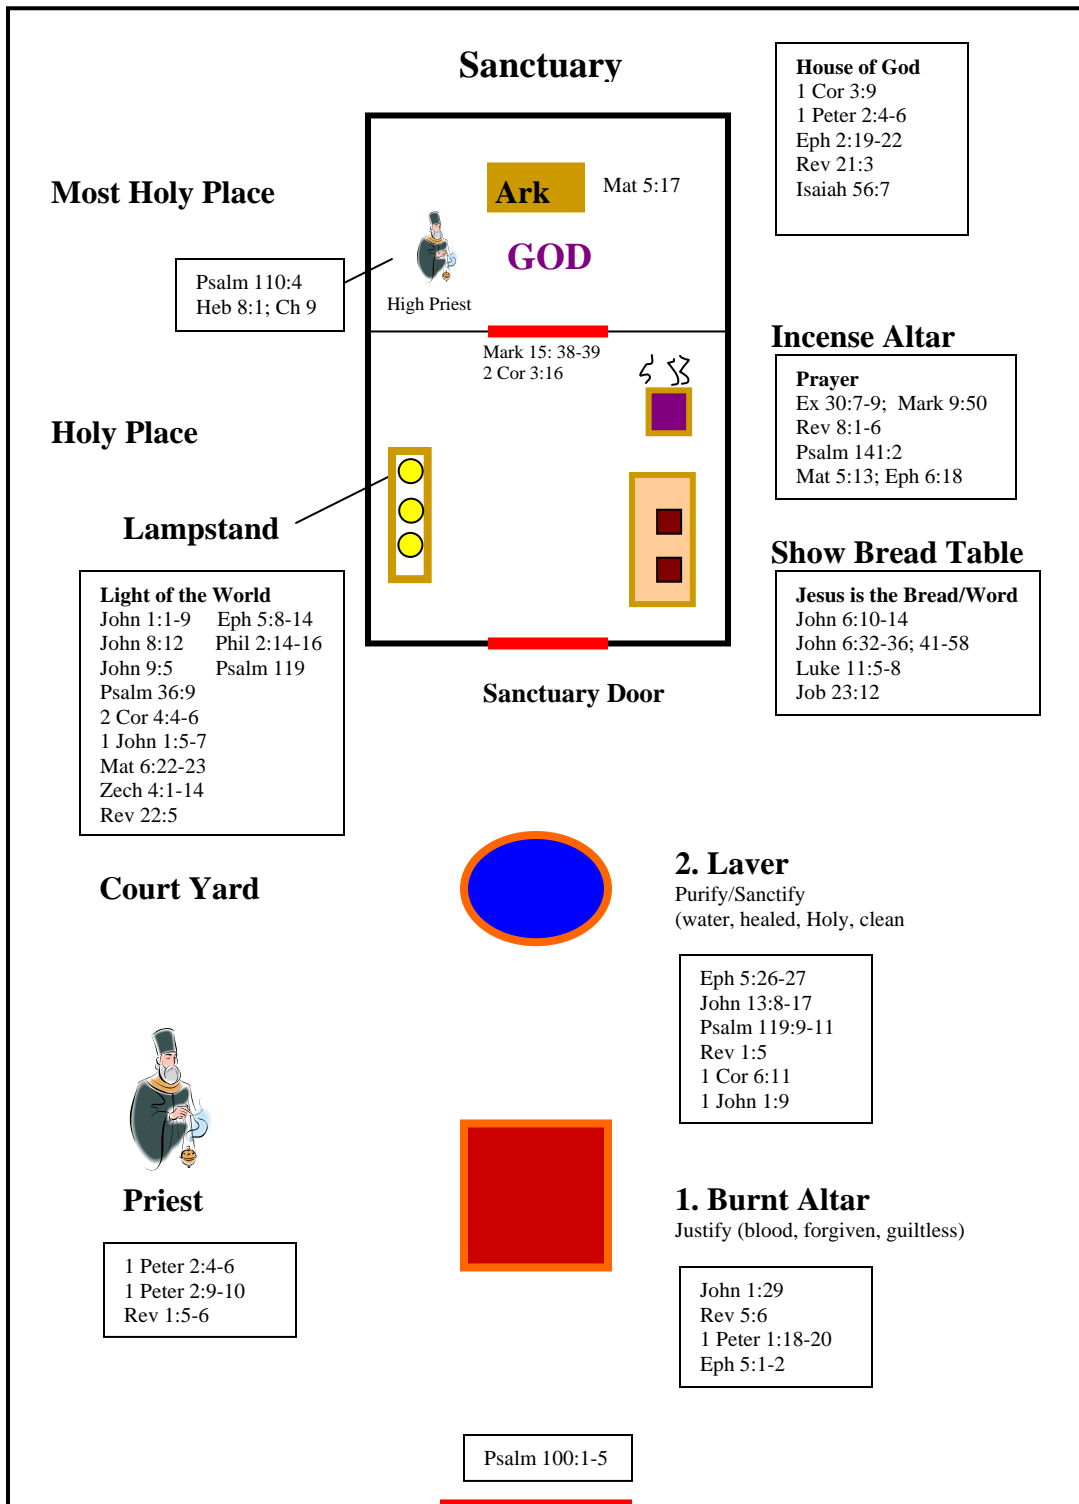 Sanctuary
House of God
1 Cor 3:9
1 Peter 2:4-6
Eph 2:19-22
Rev 21:3
Isaiah 56:7
Most Holy Place
Ark
Mat 5:17
GOD
High Priest
Psalm 110:4
Heb 8:1; Ch 9
Mark 15: 38-39
2 Cor 3:16
Incense Altar
Prayer
Ex 30:7-9;  Mark 9:50
Rev 8:1-6
Psalm 141:2
Mat 5:13; Eph 6:18
Holy Place
Lampstand
Light of the World
John 1:1-9    Eph 5:8-14
John 8:12    Phil 2:14-16
John 9:5    Psalm 119
Psalm 36:9
2 Cor 4:4-6
1 John 1:5-7
Mat 6:22-23
Zech 4:1-14
Rev 22:5
Show Bread Table
Jesus is the Bread/Word
John 6:10-14
John 6:32-36; 41-58
Luke 11:5-8
Job 23:12
Sanctuary Door
Court Yard
2. Laver
Purify/Sanctify
(water, healed, Holy, clean
Eph 5:26-27
John 13:8-17
Psalm 119:9-11
Rev 1:5
1 Cor 6:11
1 John 1:9
Priest
1 Peter 2:4-6
1 Peter 2:9-10
Rev 1:5-6
1. Burnt Altar
Justify (blood, forgiven, guiltless)
John 1:29
Rev 5:6
1 Peter 1:18-20
Eph 5:1-2
Psalm 100:1-5